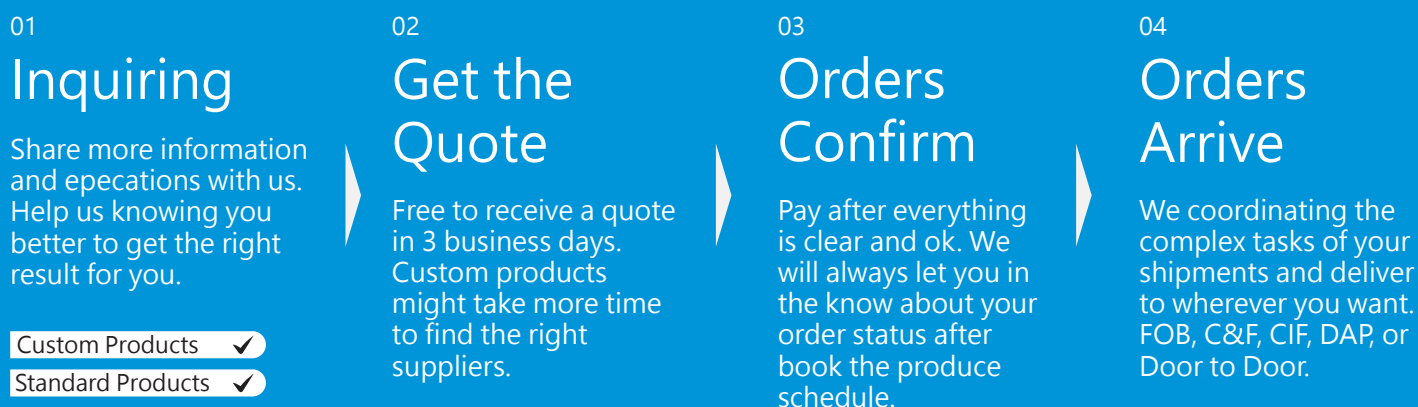 01
Inquiring
Share more information
and epecations with us.
Help us knowing you
better to get the right
result for you.
Custom Products
Standard Products
02
Get the
Quote
Free to receive a quote
in 3 business days.
Custom products
might take more time
to find the right
suppliers.
03
Orders
Confirm
Pay after everything
is clear and ok. We
will always let you in
the know about your
order status after
book the produce
schedule.
04
Orders
Arrive
We coordinating the
complex tasks of your
shipments and deliver
to wherever you want.
FOB, C&F, CIF, DAP, or
Door to Door.